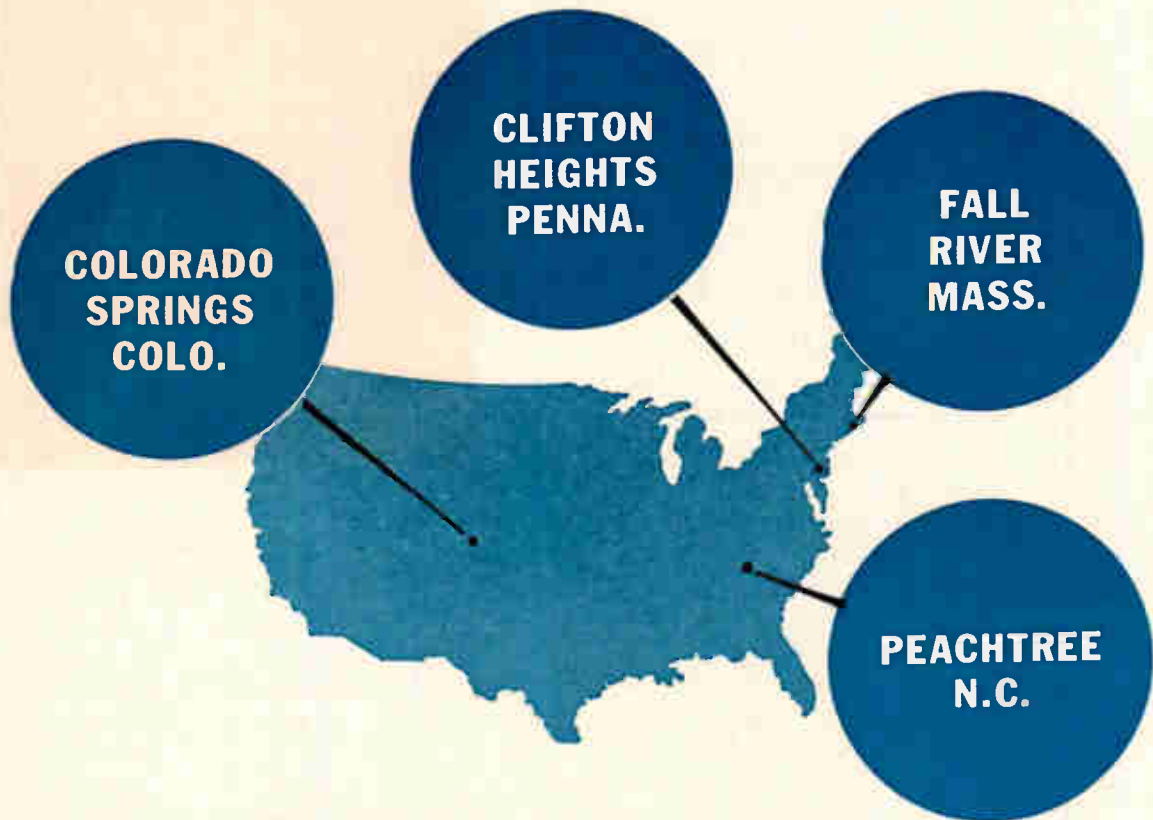 COLORADO
SPRINGS
COLO.
CLIFTON
HEIGHTS
PENNA.
FALL
RIVER
MASS.
PEACHTREE
N.C.